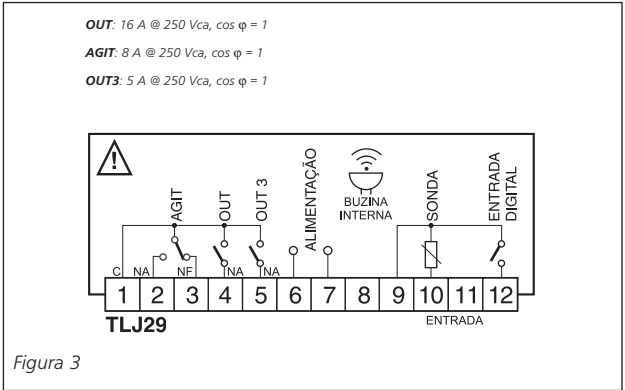 OUT: 16 A @ 250 Vca, cos φ = 1
AGIT: 8 A @ 250 Vca, cos φ = 1
OUT3: 5 A @ 250 Vca, cos φ = 1
!
AGIT
OUT
OUT 3
ALIMENTAÇÃO
BUZINA
INTERNA
SONDA
ENTRADA
DIGITAL
C NA NF NA NA
1 2 3 4 5 6 7 8 9 10 11 12
TLJ29
ENTRADA
Figura 3